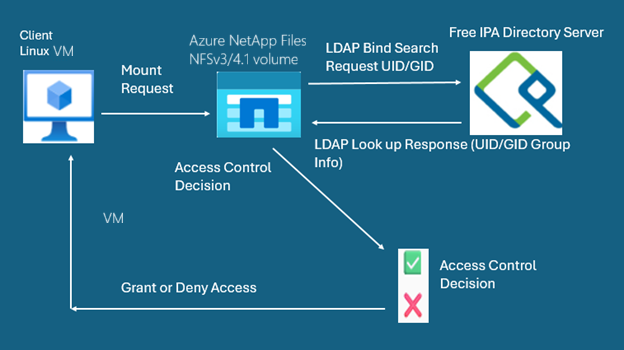 Client
Linux VM
Azure NetApp Files
NFSv3/4.1 volume
Free IPA Directory Server
Mount
Request
LDAP Bind Search
Request UID/GID
LDAP Look up Response (UID/GID Group
Info)
Access Control
Decision
VM
Access Control
Decision
Grant or Deny Access